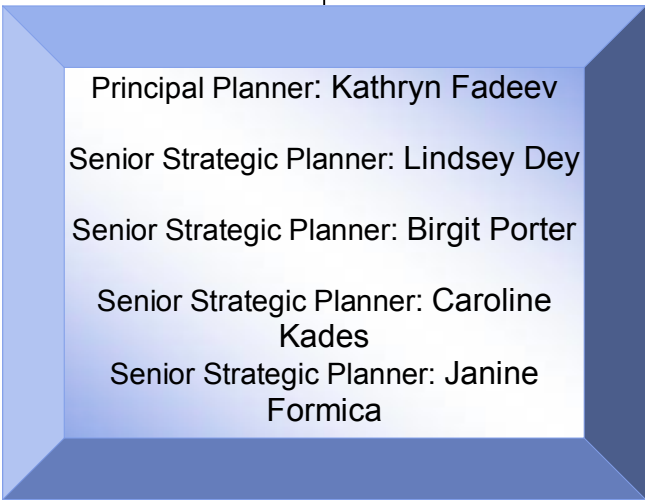 Principal Planner: Kathryn Fadeev
Senior Strategic Planner: Lindsey Dey
Senior Strategic Planner: Birgit Porter
Senior Strategic Planner: Caroline
Kades
Senior Strategic Planner: Janine
Formica